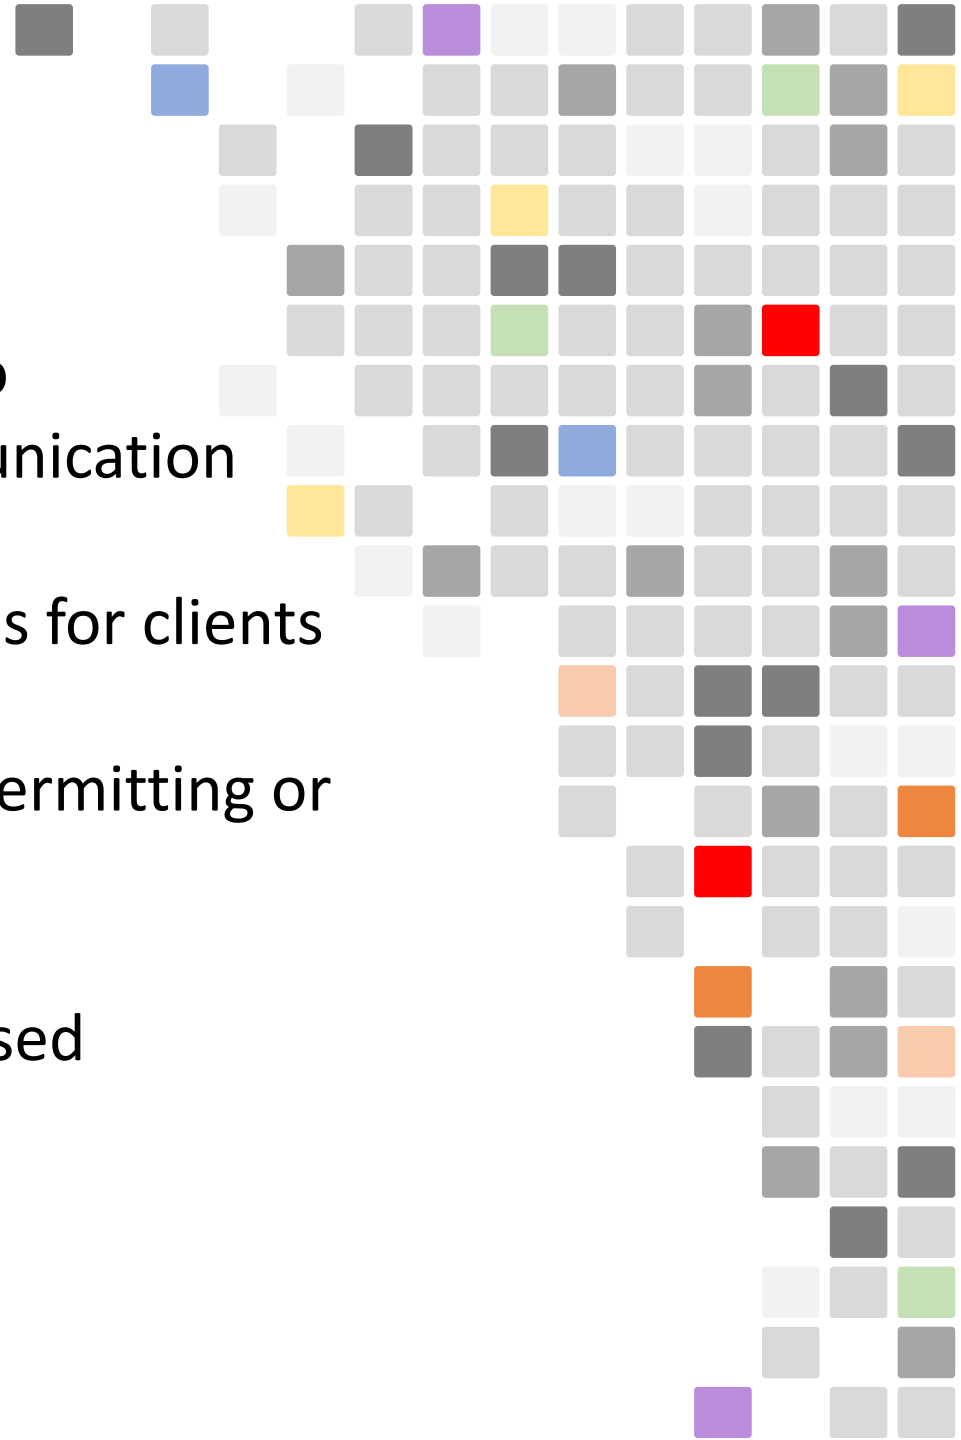 unication
s for clients
ermitting or
sed